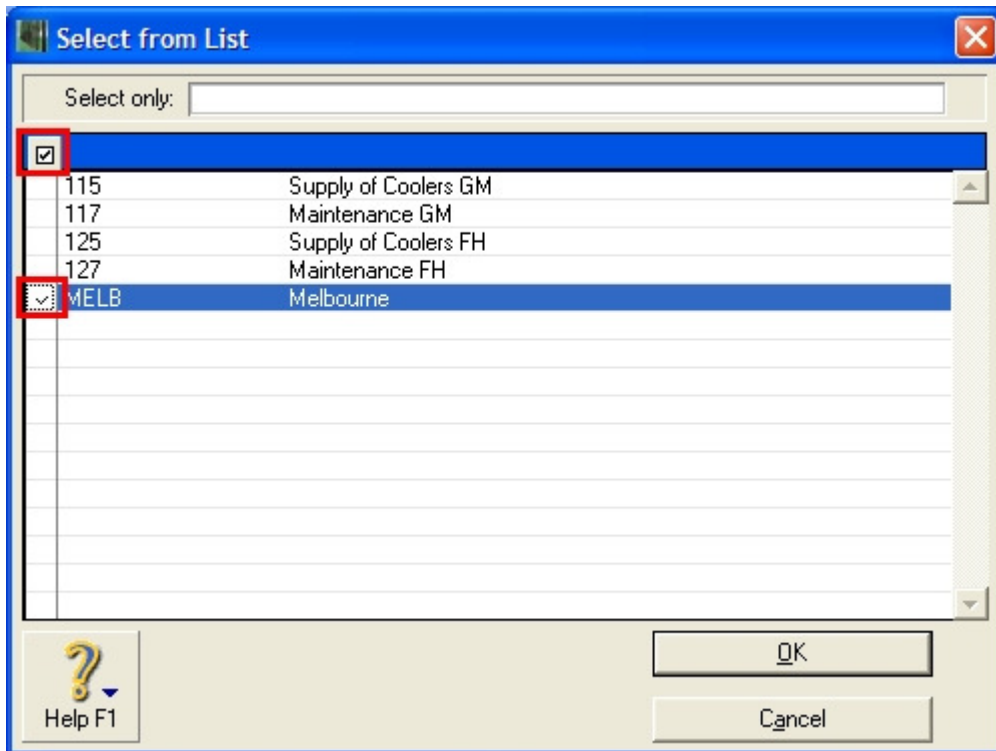 Select from List
Select only:
115 Supply of Coolers GM
117 Maintenance GM
125 Supply of Coolers FH
127 Maintenance FH
MELB Melbourne
OK
Help F1
Cancel